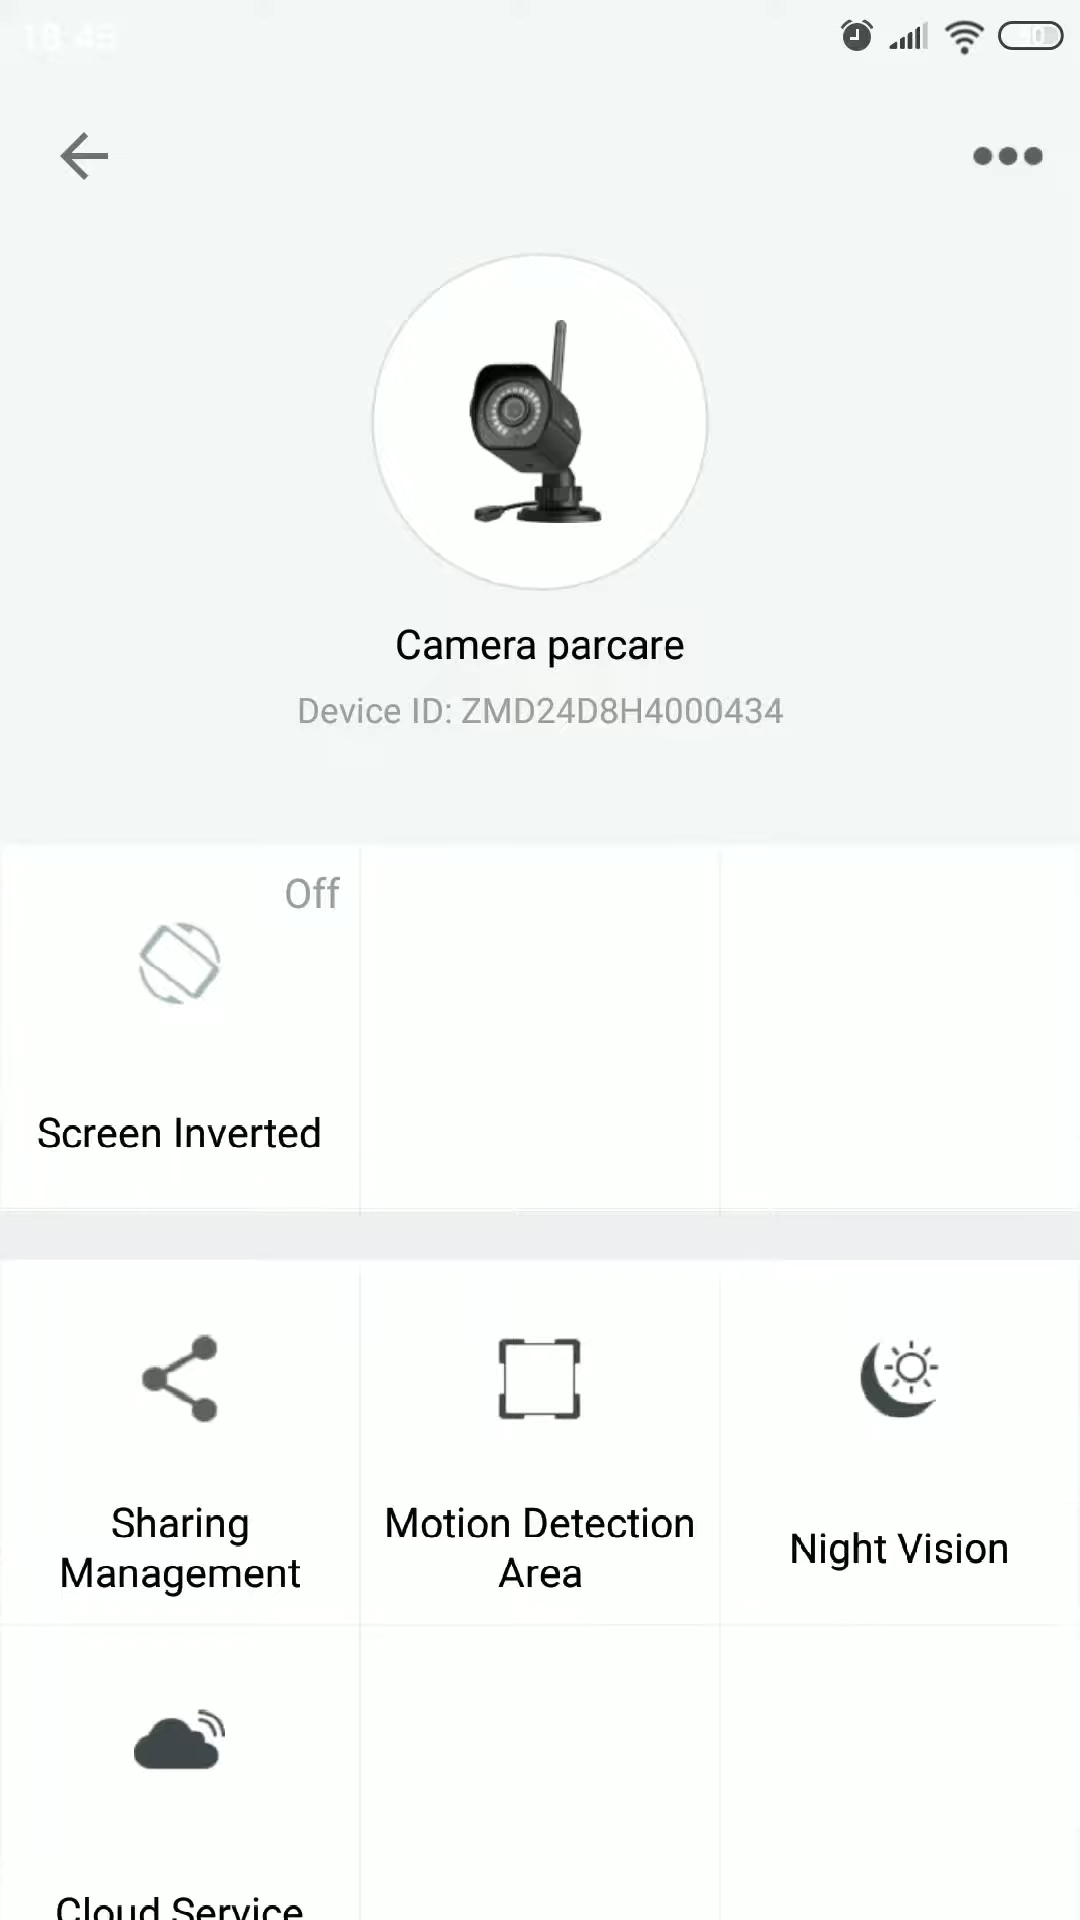 Camera parcare
Device ID: ZMD24D8H4000434
Off
Screen Inverted
Sharing
Management
Motion Detection
Area
Night Vision
Cloud Service